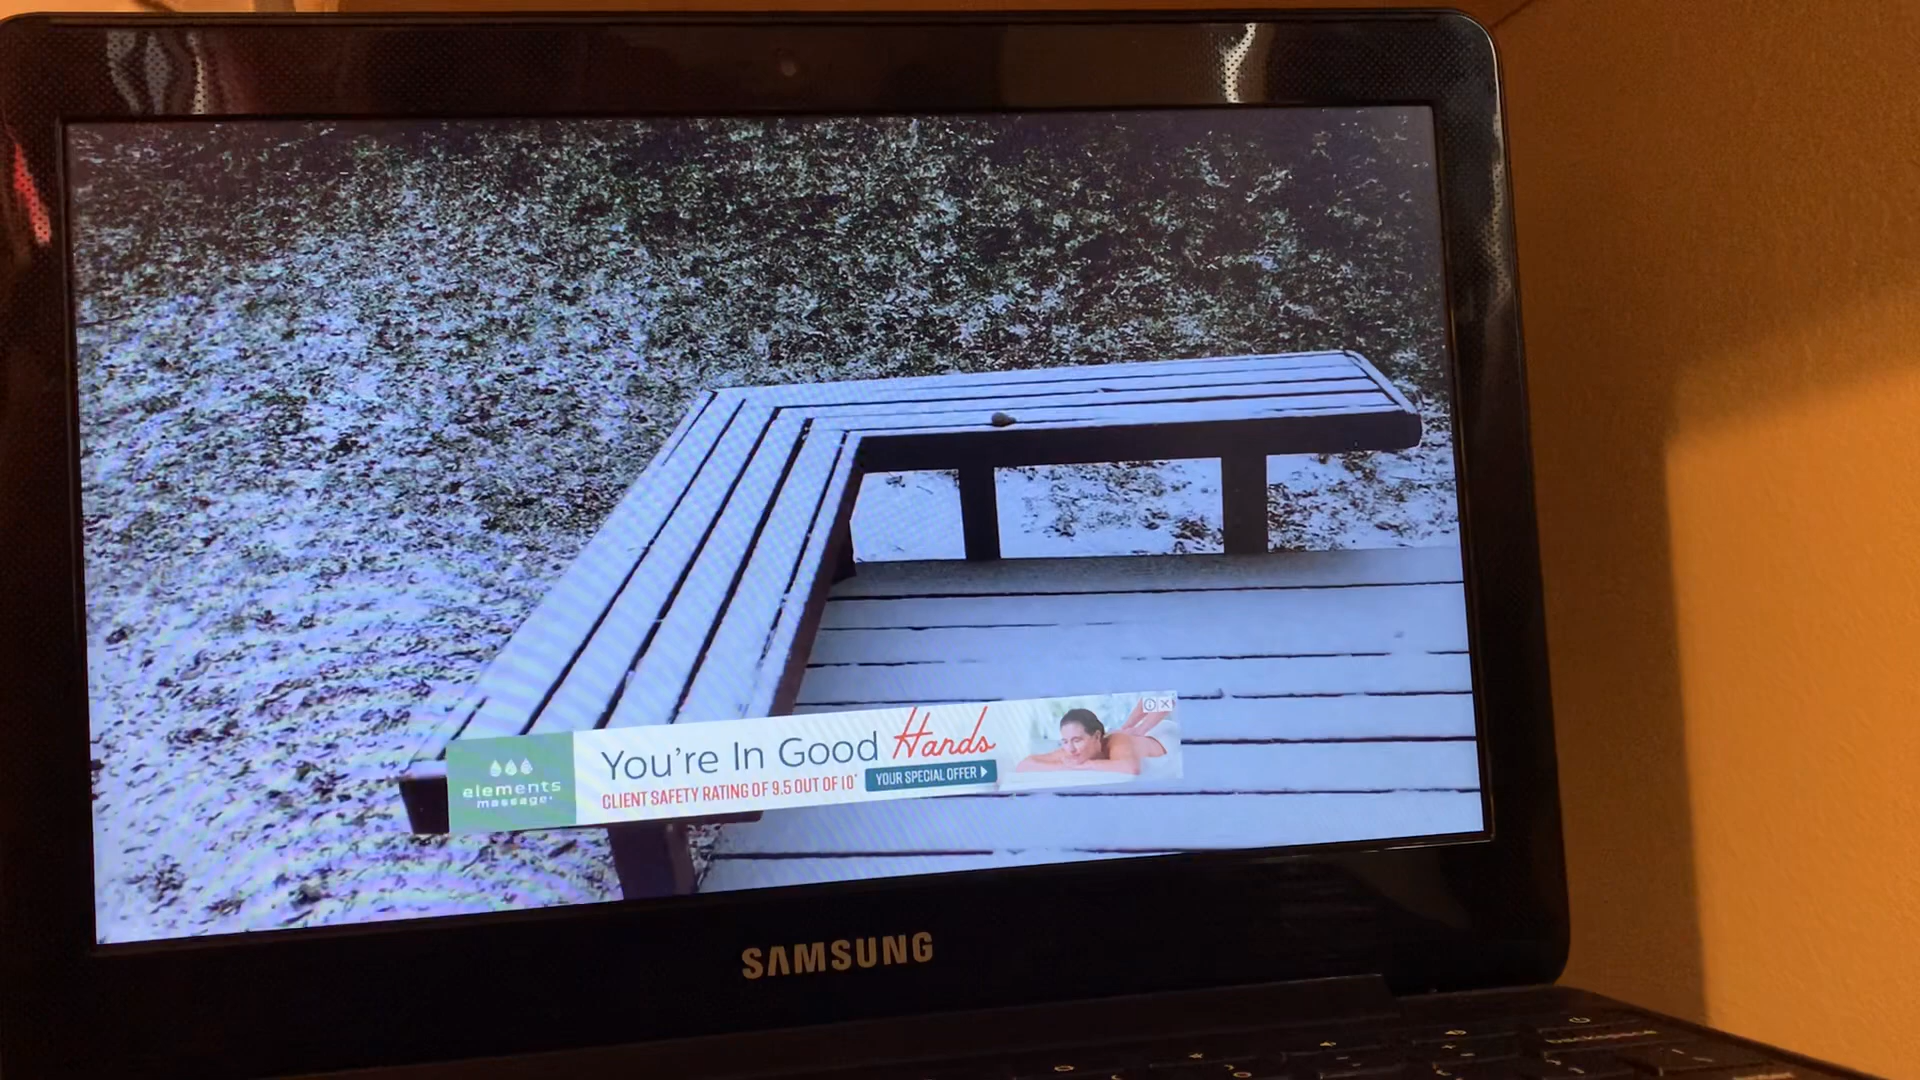 elements
massage
You're In Good Hands
CLIENT SAFETY RATING OF 9.5 OUT OF 10*
YOUR SPECIAL OFFER
SAMSUNG
backspace